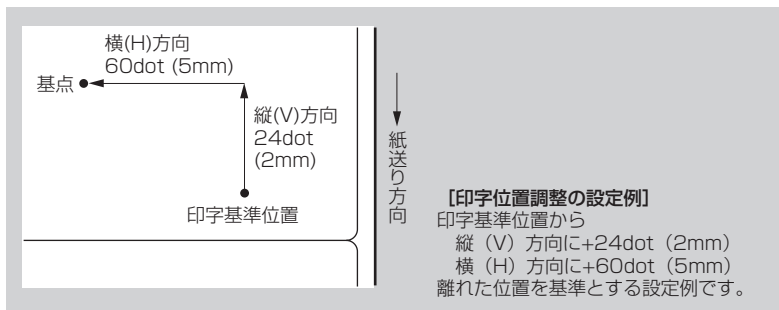 横(H)方向
60dot (5mm)
基点
縦(V)方向
24dot
(2mm)
印字基準位置
紙送り方向
［印字位置調整の設定例］
印字基準位置から
縦（V）方向に+24dot（2mm）
横（H）方向に+60dot（5mm）
離れた位置を基準とする設定例です。